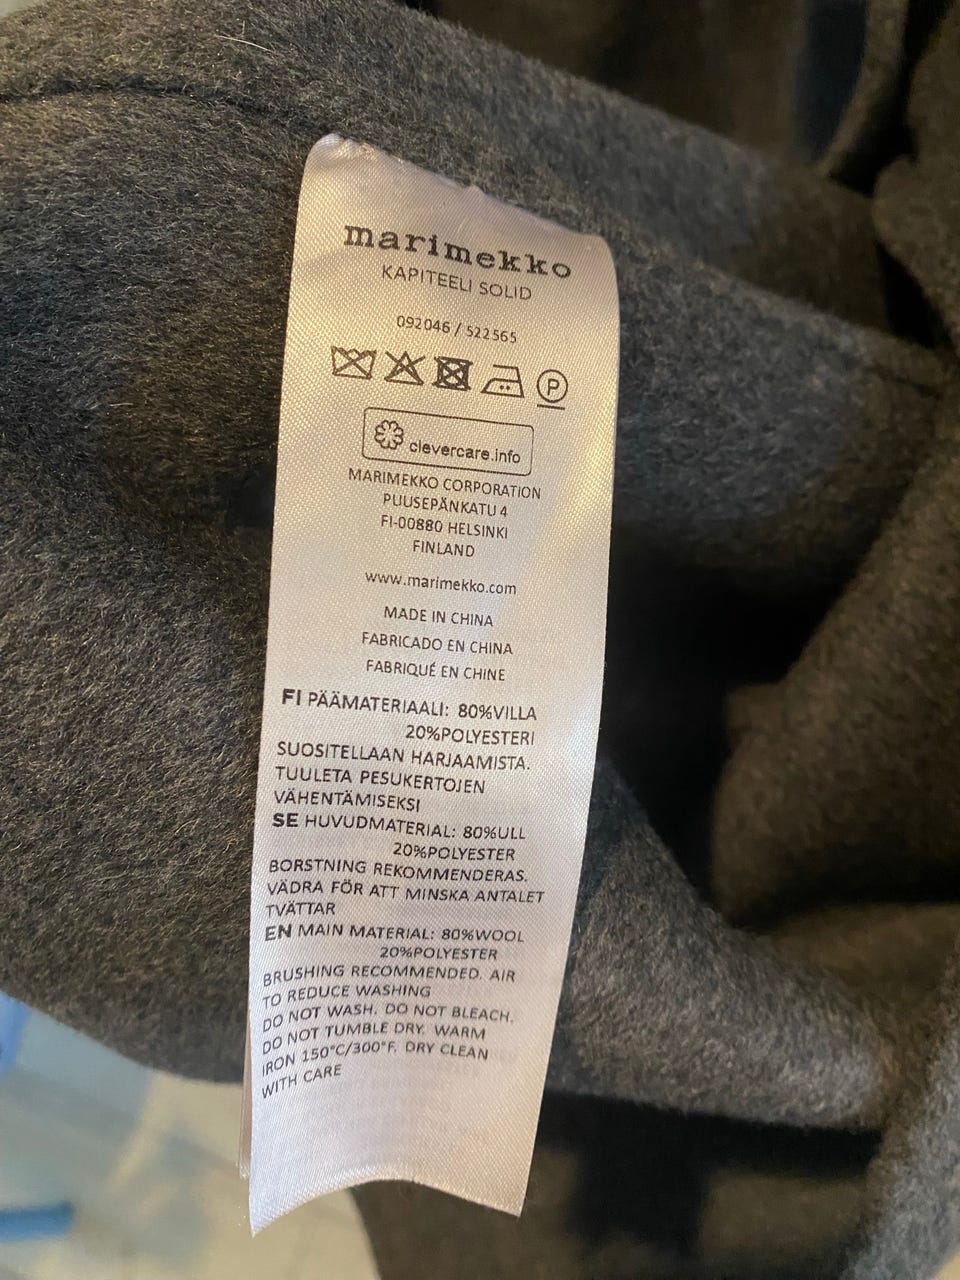 marimekko
KAPITEELI SOLID
092046 / 522565
P
clevercare.info
MARIMEKKO CORPORATION
PUUSEPÄNKATU 4
FI-00880 HELSINKI
FINLAND
www.marimekko.com
MADE IN CHINA
FABRICADO EN CHINA
FABRIQUÉ EN CHINE
FI PÄÄMATERIAALI: 80%VILLA
20%POLYESTERI
SUOSITELLAAN HARJAAMISTA.
TUULETA PESUKERTOJEN
VÄHENTÄMISEKSI
SE HUVUDMATERIAL: 80%ULL
20%POLYESTER
BORSTNING REKOMMENDERAS.
VÄDRA FÖR ATT MINSKA ANTALET
TVÄTTAR
EN MAIN MATERIAL: 80%WOOL
20%POLYESTER
BRUSHING RECOMMENDED. AIR
TO REDUCE WASHING
DO NOT WASH. DO NOT BLEACH.
DO NOT TUMBLE DRY. WARM
IRON 150°C/300°F. DRY CLEAN
WITH CARE